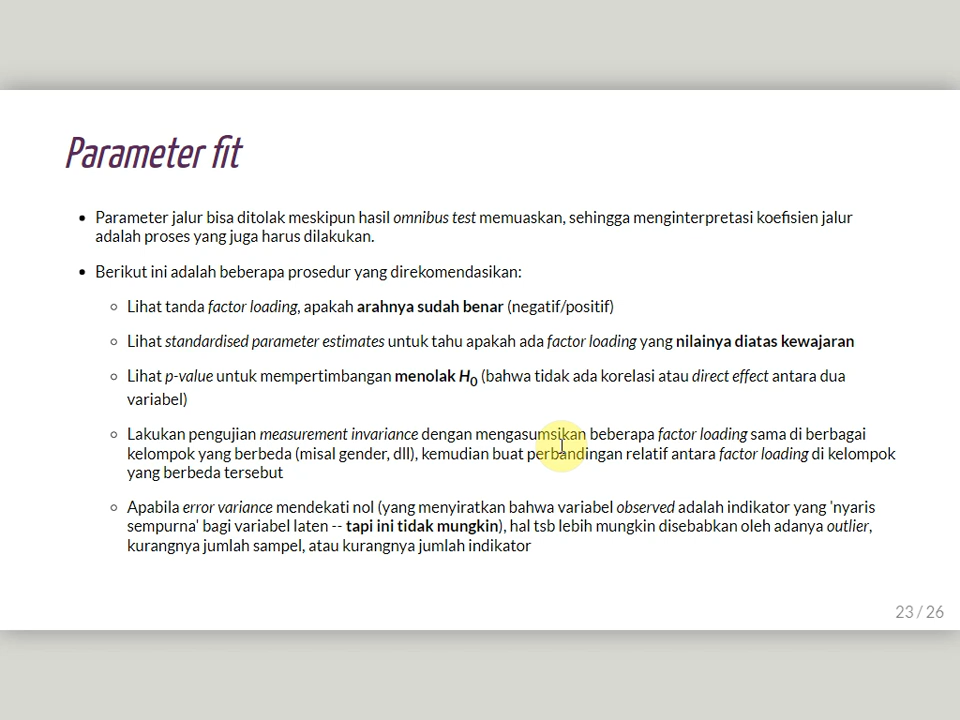 Parameter fit
• Parameter jalur bisa ditolak meskipun hasil omnibus test memuaskan, sehingga menginterpretasi koefisien jalur
adalah proses yang juga harus dilakukan.
• Berikut ini adalah beberapa prosedur yang direkomendasikan:
◦ Lihat tanda factor loading, apakah arahnya sudah benar (negatif/positif)
◦ Lihat standardised parameter estimates untuk tahu apakah ada factor loading yang nilainya diatas kewajaran
◦ Lihat p-value untuk mempertimbangan menolak H0 (bahwa tidak ada korelasi atau direct effect antara dua
variabel)
◦ Lakukan pengujian measurement invariance dengan mengasumsikan beberapa factor loading sama di berbagai
kelompok yang berbeda (misal gender, dll), kemudian buat perbandingan relatif antara factor loading di kelompok
yang berbeda tersebut
◦ Apabila error variance mendekati nol (yang menyiratkan bahwa variabel observed adalah indikator yang 'nyaris
sempurna' bagi variabel laten -- tapi ini tidak mungkin), hal tsb lebih mungkin disebabkan oleh adanya outlier,
kurangnya jumlah sampel, atau kurangnya jumlah indikator
23 / 26